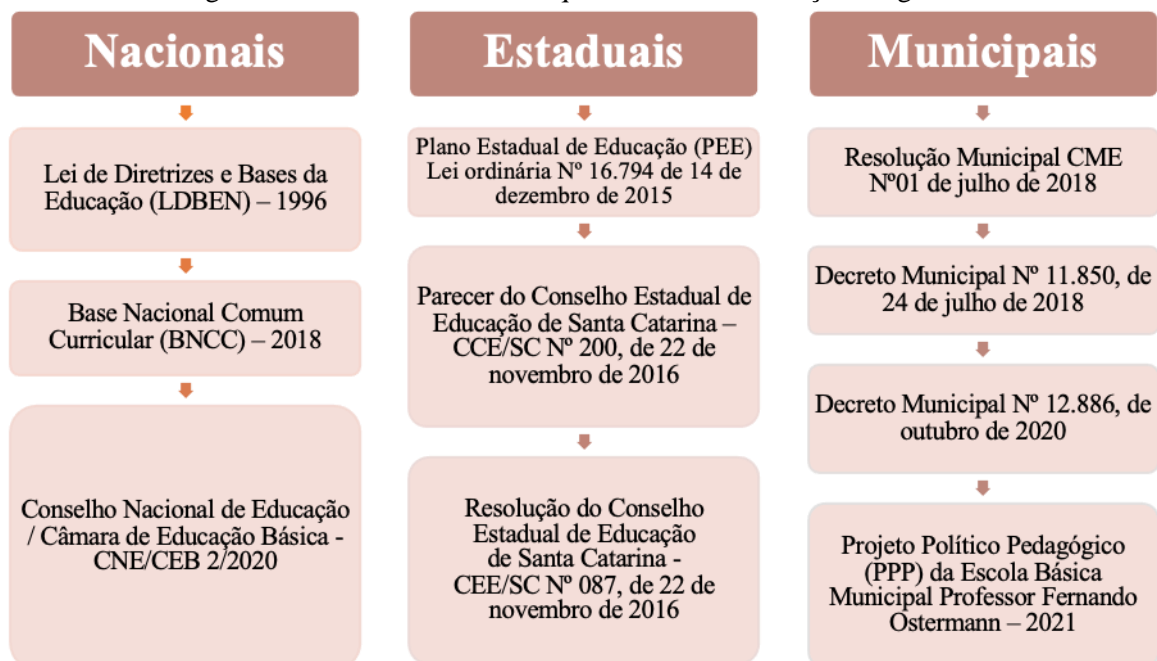 Nacionais
Lei de Diretrizes e Bases da
Educação (LDBEN) – 1996
Base Nacional Comum
Curricular (BNCC) – 2018
Conselho Nacional de Educação
/ Câmara de Educação Básica -
CNE/CEB 2/2020
Estaduais
Plano Estadual de Educação (PEE)
Lei ordinária Nº 16.794 de 14 de
dezembro de 2015
Parecer do Conselho Estadual de
Educação de Santa Catarina –
CCE/SC Nº 200, de 22 de
novembro de 2016
Resolução do Conselho
Estadual de Educação
de Santa Catarina -
CEE/SC Nº 087, de 22 de
novembro de 2016
Municipais
Resolução Municipal CME
Nº01 de julho de 2018
Decreto Municipal Nº 11.850, de
24 de julho de 2018
Decreto Municipal Nº 12.886, de
outubro de 2020
Projeto Político Pedagógico
(PPP) da Escola Básica
Municipal Professor Fernando
Ostermann – 2021